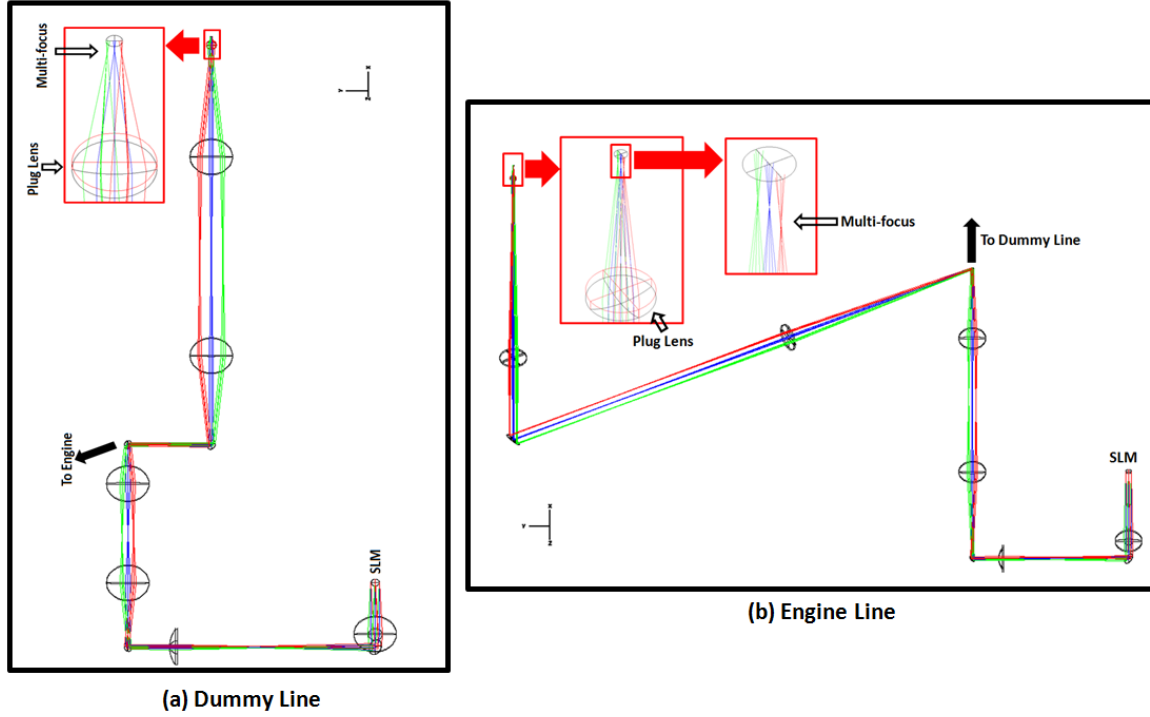 Multi-focus
Plug Lens
X
Y
Z
To Engine
SLM
(a) Dummy Line
Multi-focus
To Dummy Line
Plug Lens
SLM
X
Y
Z
(b) Engine Line